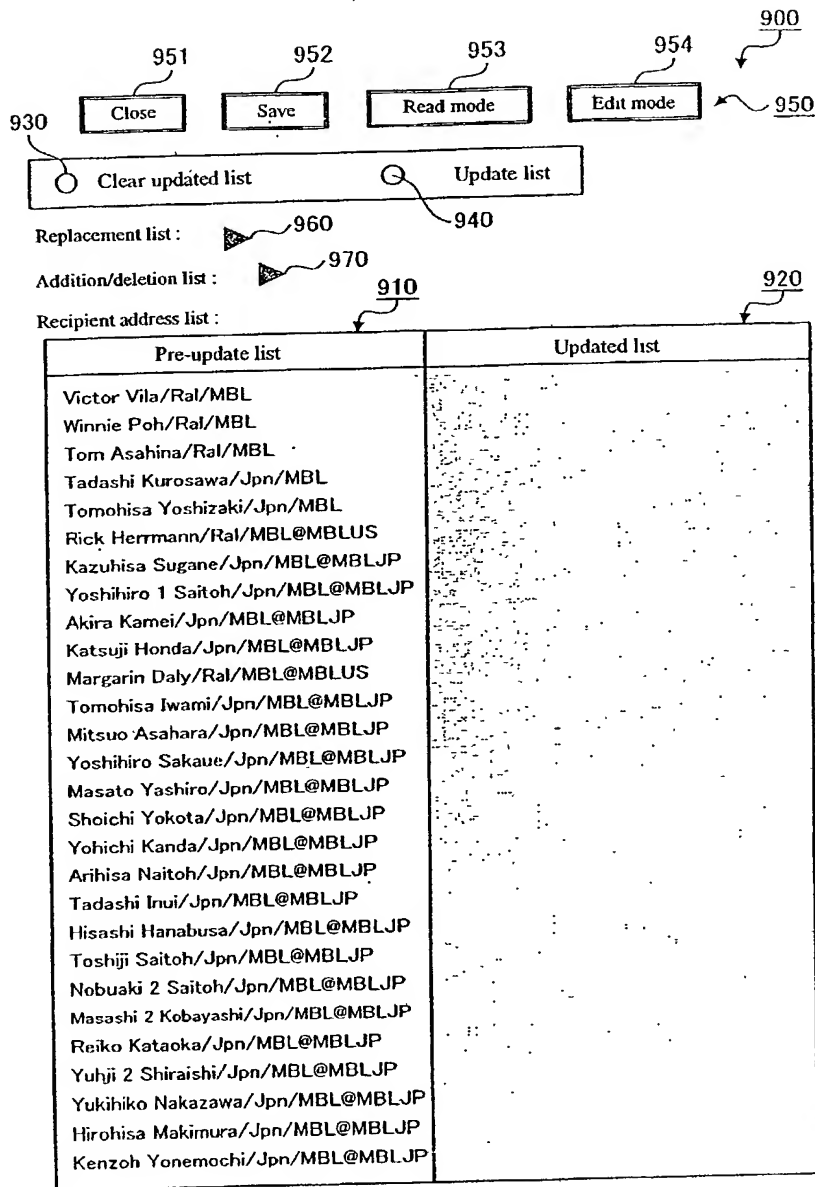 900
951 952 953 954
Close Save Read mode Edit mode 950
930
Clear updated list Update list
940
Replacement list : 960
Addition/deletion list : 970
Recipient address list : 910 920
Pre-update list Updated list
Victor Vila/Ral/MBL
Winnie Poh/Ral/MBL
Tom Asahina/Ral/MBL
Tadashi Kurosawa/Jpn/MBL
Tomohisa Yoshizaki/Jpn/MBL
Rick Herrmann/Ral/MBL@MBLUS
Kazuhisa Sugane/Jpn/MBL@MBLJP
Yoshihiro 1 Saitoh/Jpn/MBL@MBLJP
Akira Kamei/Jpn/MBL@MBLJP
Katsuji Honda/Jpn/MBL@MBLJP
Margarin Daly/Ral/MBL@MBLUS
Tomohisa Iwami/Jpn/MBL@MBLJP
Mitsuo Asahara/Jpn/MBL@MBLJP
Yoshihiro Sakaue/Jpn/MBL@MBLJP
Masato Yashiro/Jpn/MBL@MBLJP
Shoichi Yokota/Jpn/MBL@MBLJP
Yohichi Kanda/Jpn/MBL@MBLJP
Arihisa Naitoh/Jpn/MBL@MBLJP
Tadashi Inui/Jpn/MBL@MBLJP
Hisashi Hanabusa/Jpn/MBL@MBLJP
Toshiji Saitoh/Jpn/MBL@MBLJP
Nobuaki 2 Saitoh/Jpn/MBL@MBLJP
Masashi 2 Kobayashi/Jpn/MBL@MBLJP
Reiko Kataoka/Jpn/MBL@MBLJP
Yuhji 2 Shiraishi/Jpn/MBL@MBLJP
Yukihiko Nakazawa/Jpn/MBL@MBLJP
Hirohisa Makimura/Jpn/MBL@MBLJP
Kenzoh Yonemochi/Jpn/MBL@MBLJP